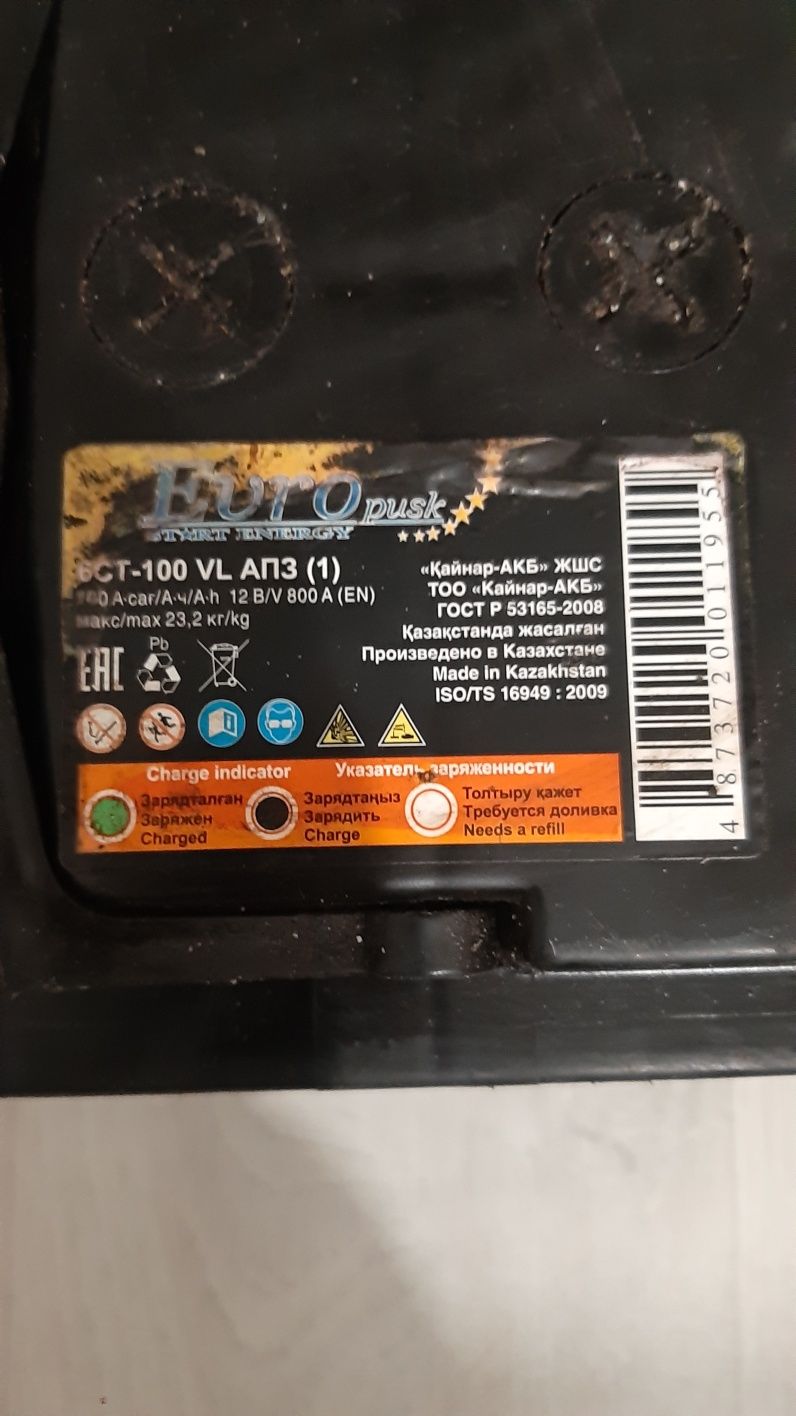 Euro pusk
START ENERGY
6СТ-100 VL АПЗ (1)
А·сағ/А·ч/A·h 12 B/V 800 A (EN)
макс/max 23,2 кг/kg
Pb
ЕАС
«Қайнар-АКБ» ЖШС
ТОО «Кайнар-АКБ»
ГОСТ Р 53165-2008
Қазақстанда жасалған
Произведено в Казахстане
Made in Kazakhstan
ISO/TS 16949 : 2009
4 873720 011955
Charge indicator Указатель заряженности
Зарядталған
Заряжен
Charged
Зарядтаңыз
Зарядить
Charge
Толтыру қажет
Требуется доливка
Needs a refill